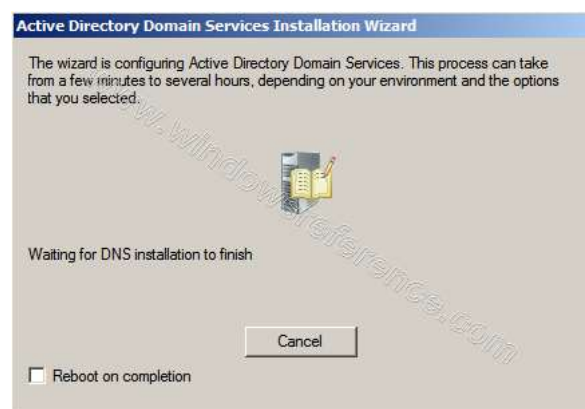 Active Directory Domain Services Installation Wizard
The wizard is configuring Active Directory Domain Services. This process can take
from a few minutes to several hours, depending on your environment and the options
that you selected.
www.windowsreference.com
Waiting for DNS installation to finish
Cancel
Reboot on completion